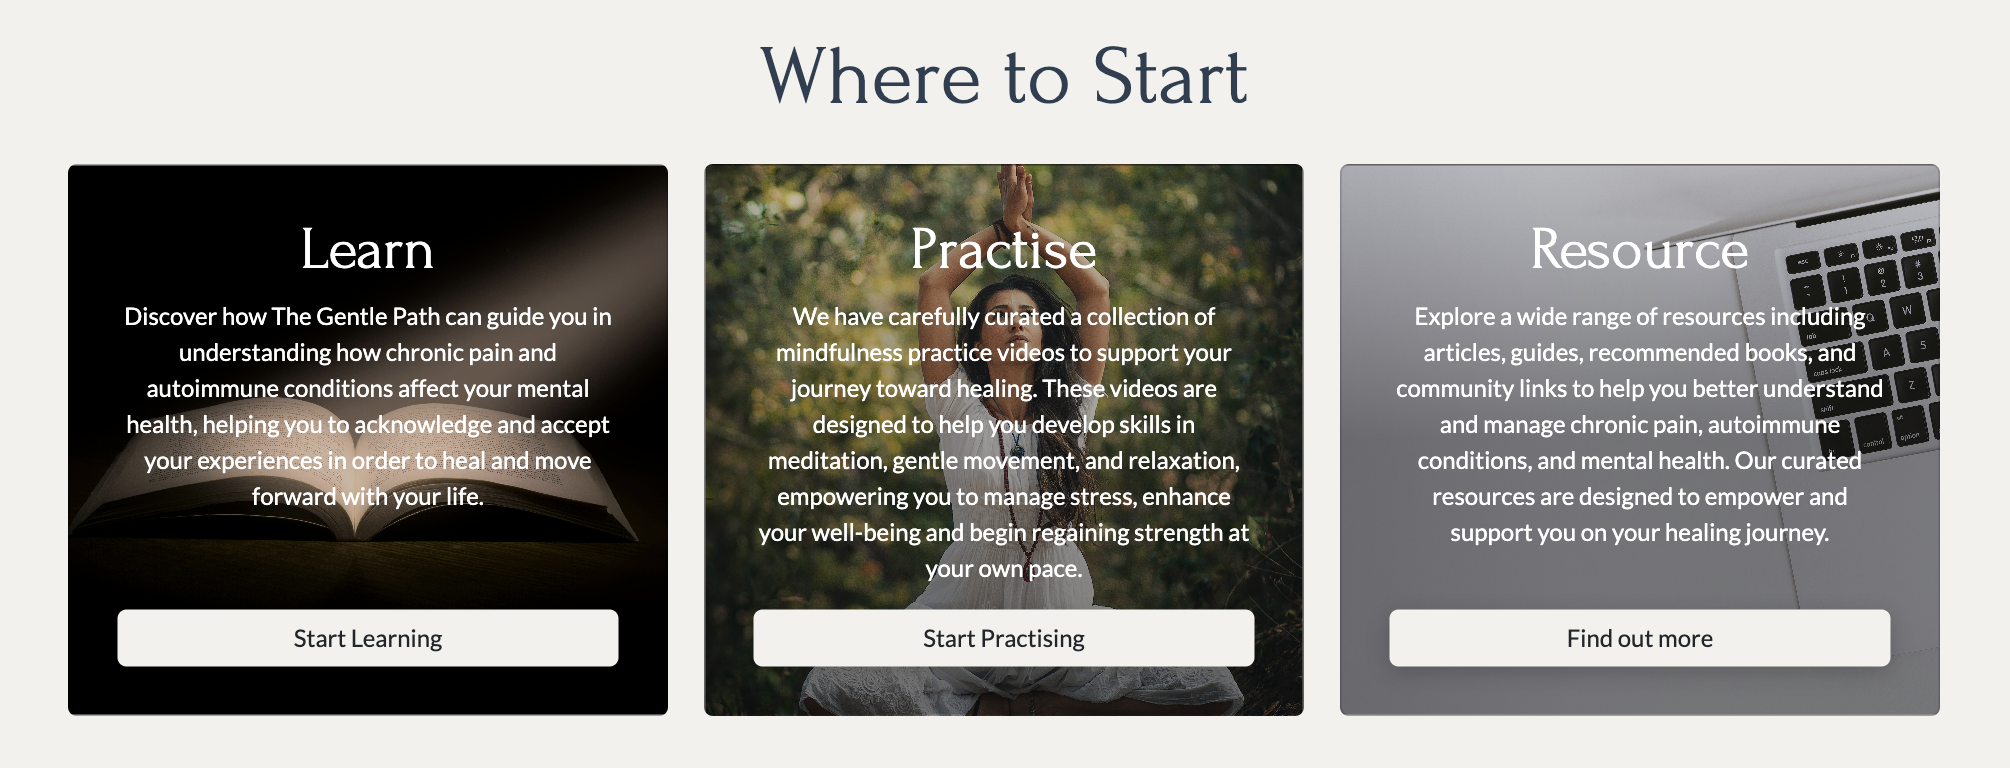 Where to Start
Learn
Discover how The Gentle Path can guide you in
understanding how chronic pain and
autoimmune conditions affect your mental
health, helping you to acknowledge and accept
your experiences in order to heal and move
forward with your life.
Start Learning
Practise
We have carefully curated a collection of
mindfulness practice videos to support your
journey toward healing. These videos are
designed to help you develop skills in
meditation, gentle movement, and relaxation,
empowering you to manage stress, enhance
your well-being and begin regaining strength at
your own pace.
Start Practising
Resource
Explore a wide range of resources including
articles, guides, recommended books, and
community links to help you better understand
and manage chronic pain, autoimmune
conditions, and mental health. Our curated
resources are designed to empower and
support you on your healing journey.
Find out more